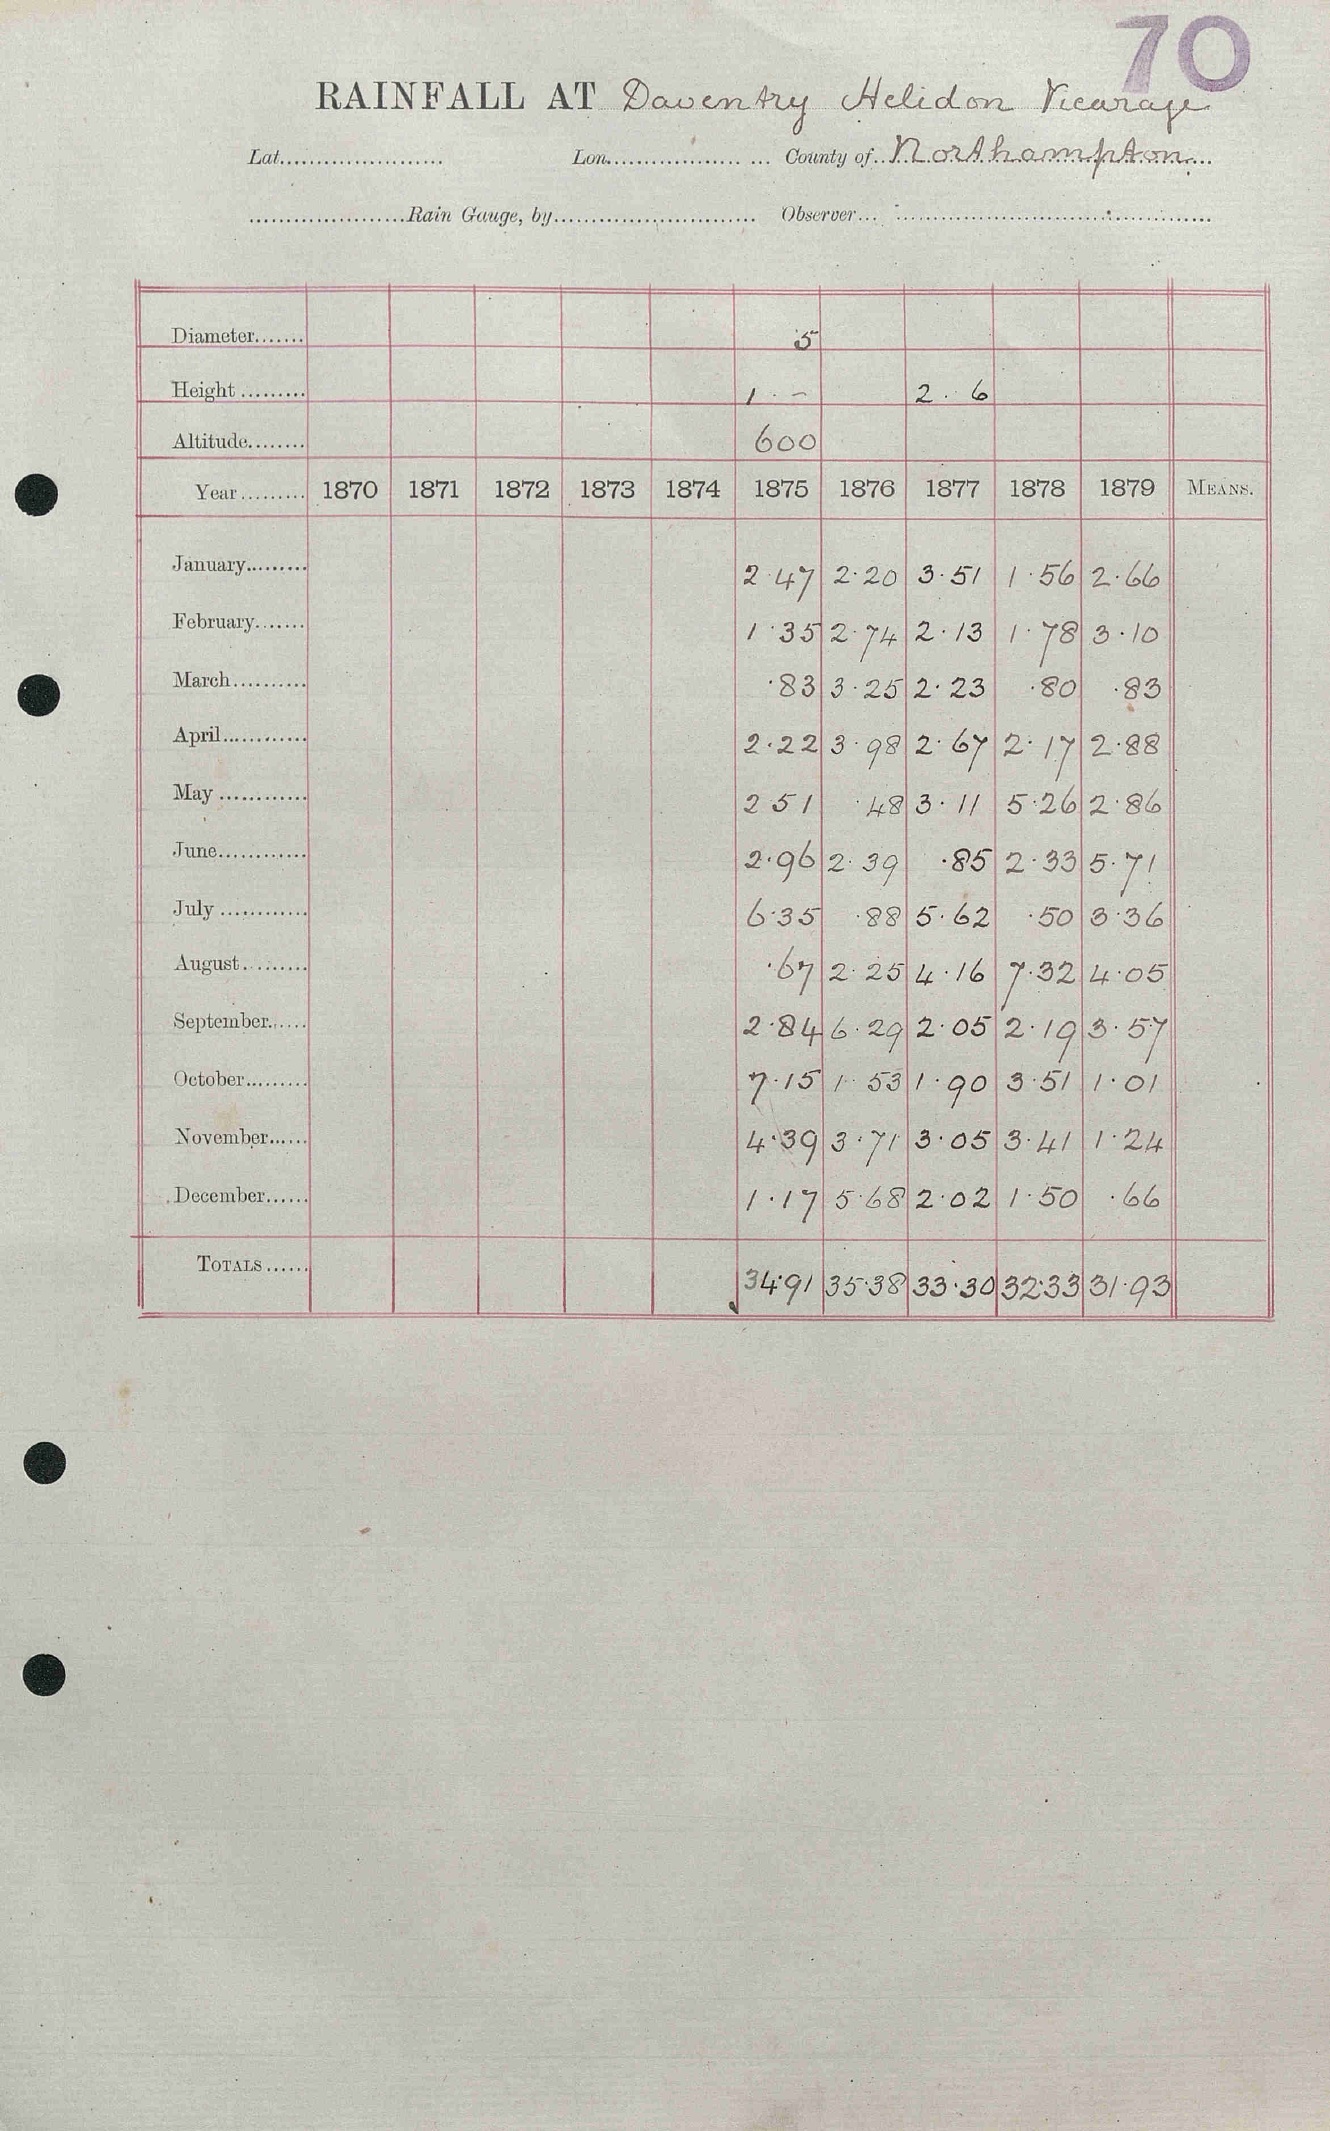 70
RAINFALL AT Daventry Helidon Vicarage
Lat...................... Lon.................. ... County of..Northampton...
.....................Rain Gauge, by........................... Observer... ..........................................
Diameter....... 5
Height ......... 1 · – 2 · 6
Altitude........ 600
Year......... 1870 1871 1872 1873 1874 1875 1876 1877 1878 1879 MEANS.
January......... 2·47 2·20 3·51 1·56 2·66
February....... 1·35 2·74 2·13 1·78 3·10
March.......... ·83 3·25 2·23 ·80 ·83
April............ 2·22 3·98 2·67 2·17 2·88
May ............ 2 51 ·48 3·11 5·26 2·86
June............ 2·96 2·39 ·85 2·33 5·71
July ............ 6·35 ·88 5·62 ·50 3·36
August......... ·67 2·25 4·16 7·32 4·05
September...... 2·84 6·29 2·05 2·19 3·57
October......... 7·15 1·53 1·90 3·51 1·01
November...... 4·39 3·71 3·05 3·41 1·24
December...... 1·17 5·68 2·02 1·50 ·66
TOTALS...... 34·91 35·38 33·30 32·33 31·93